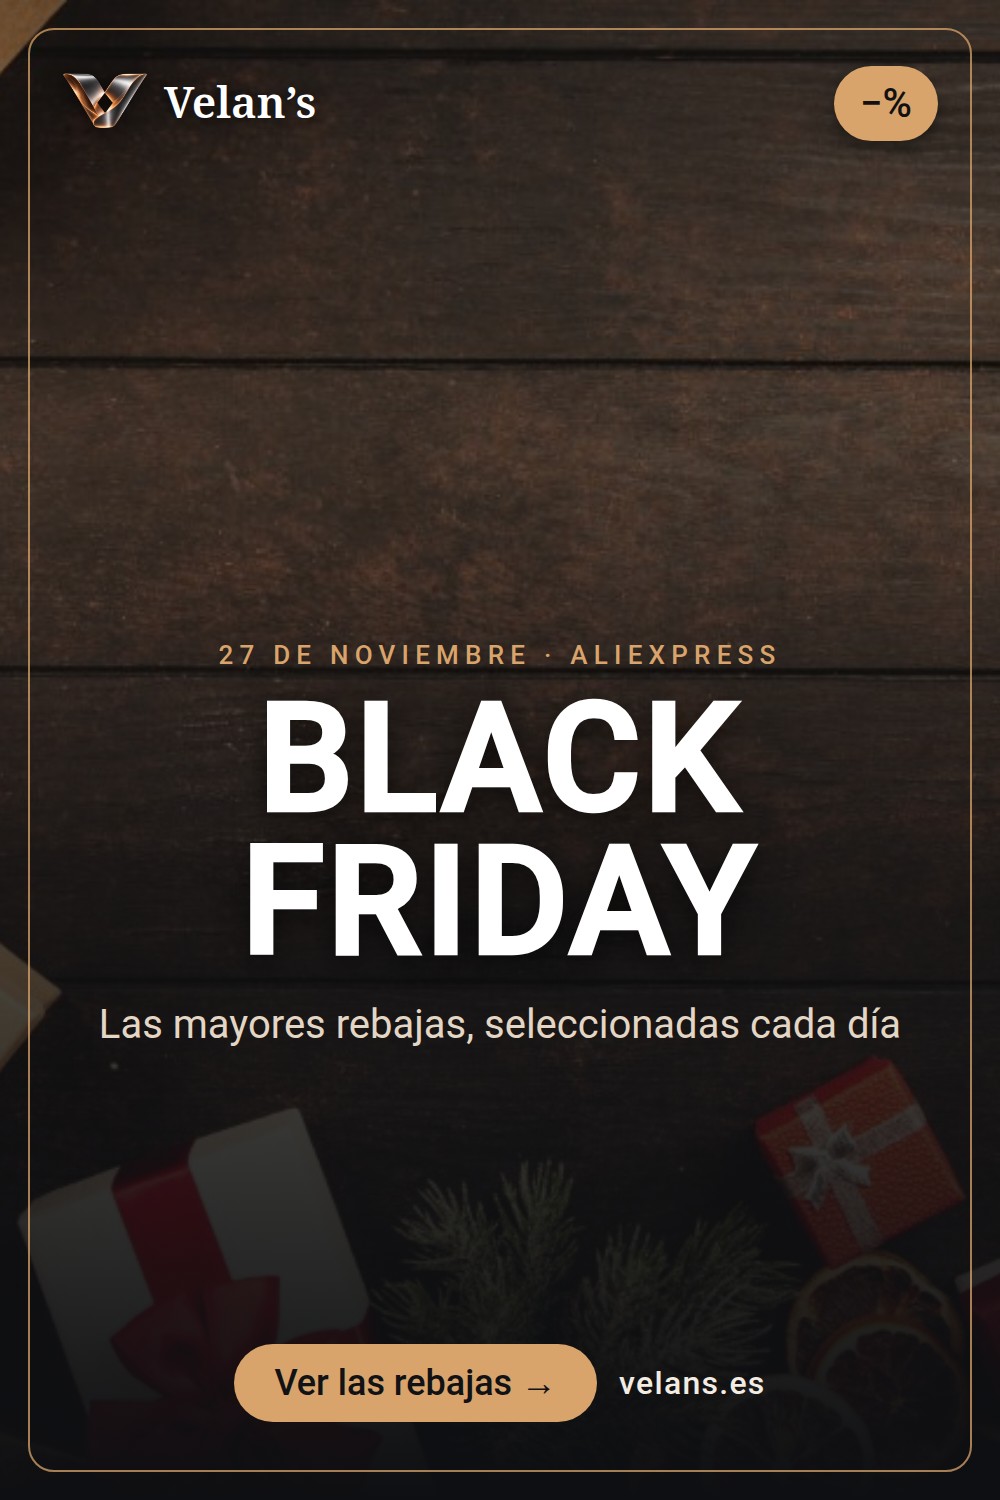 Velan’s
−%
27 DE NOVIEMBRE · ALIEXPRESS
BLACK
FRIDAY
Las mayores rebajas, seleccionadas cada día
Ver las rebajas →
velans.es